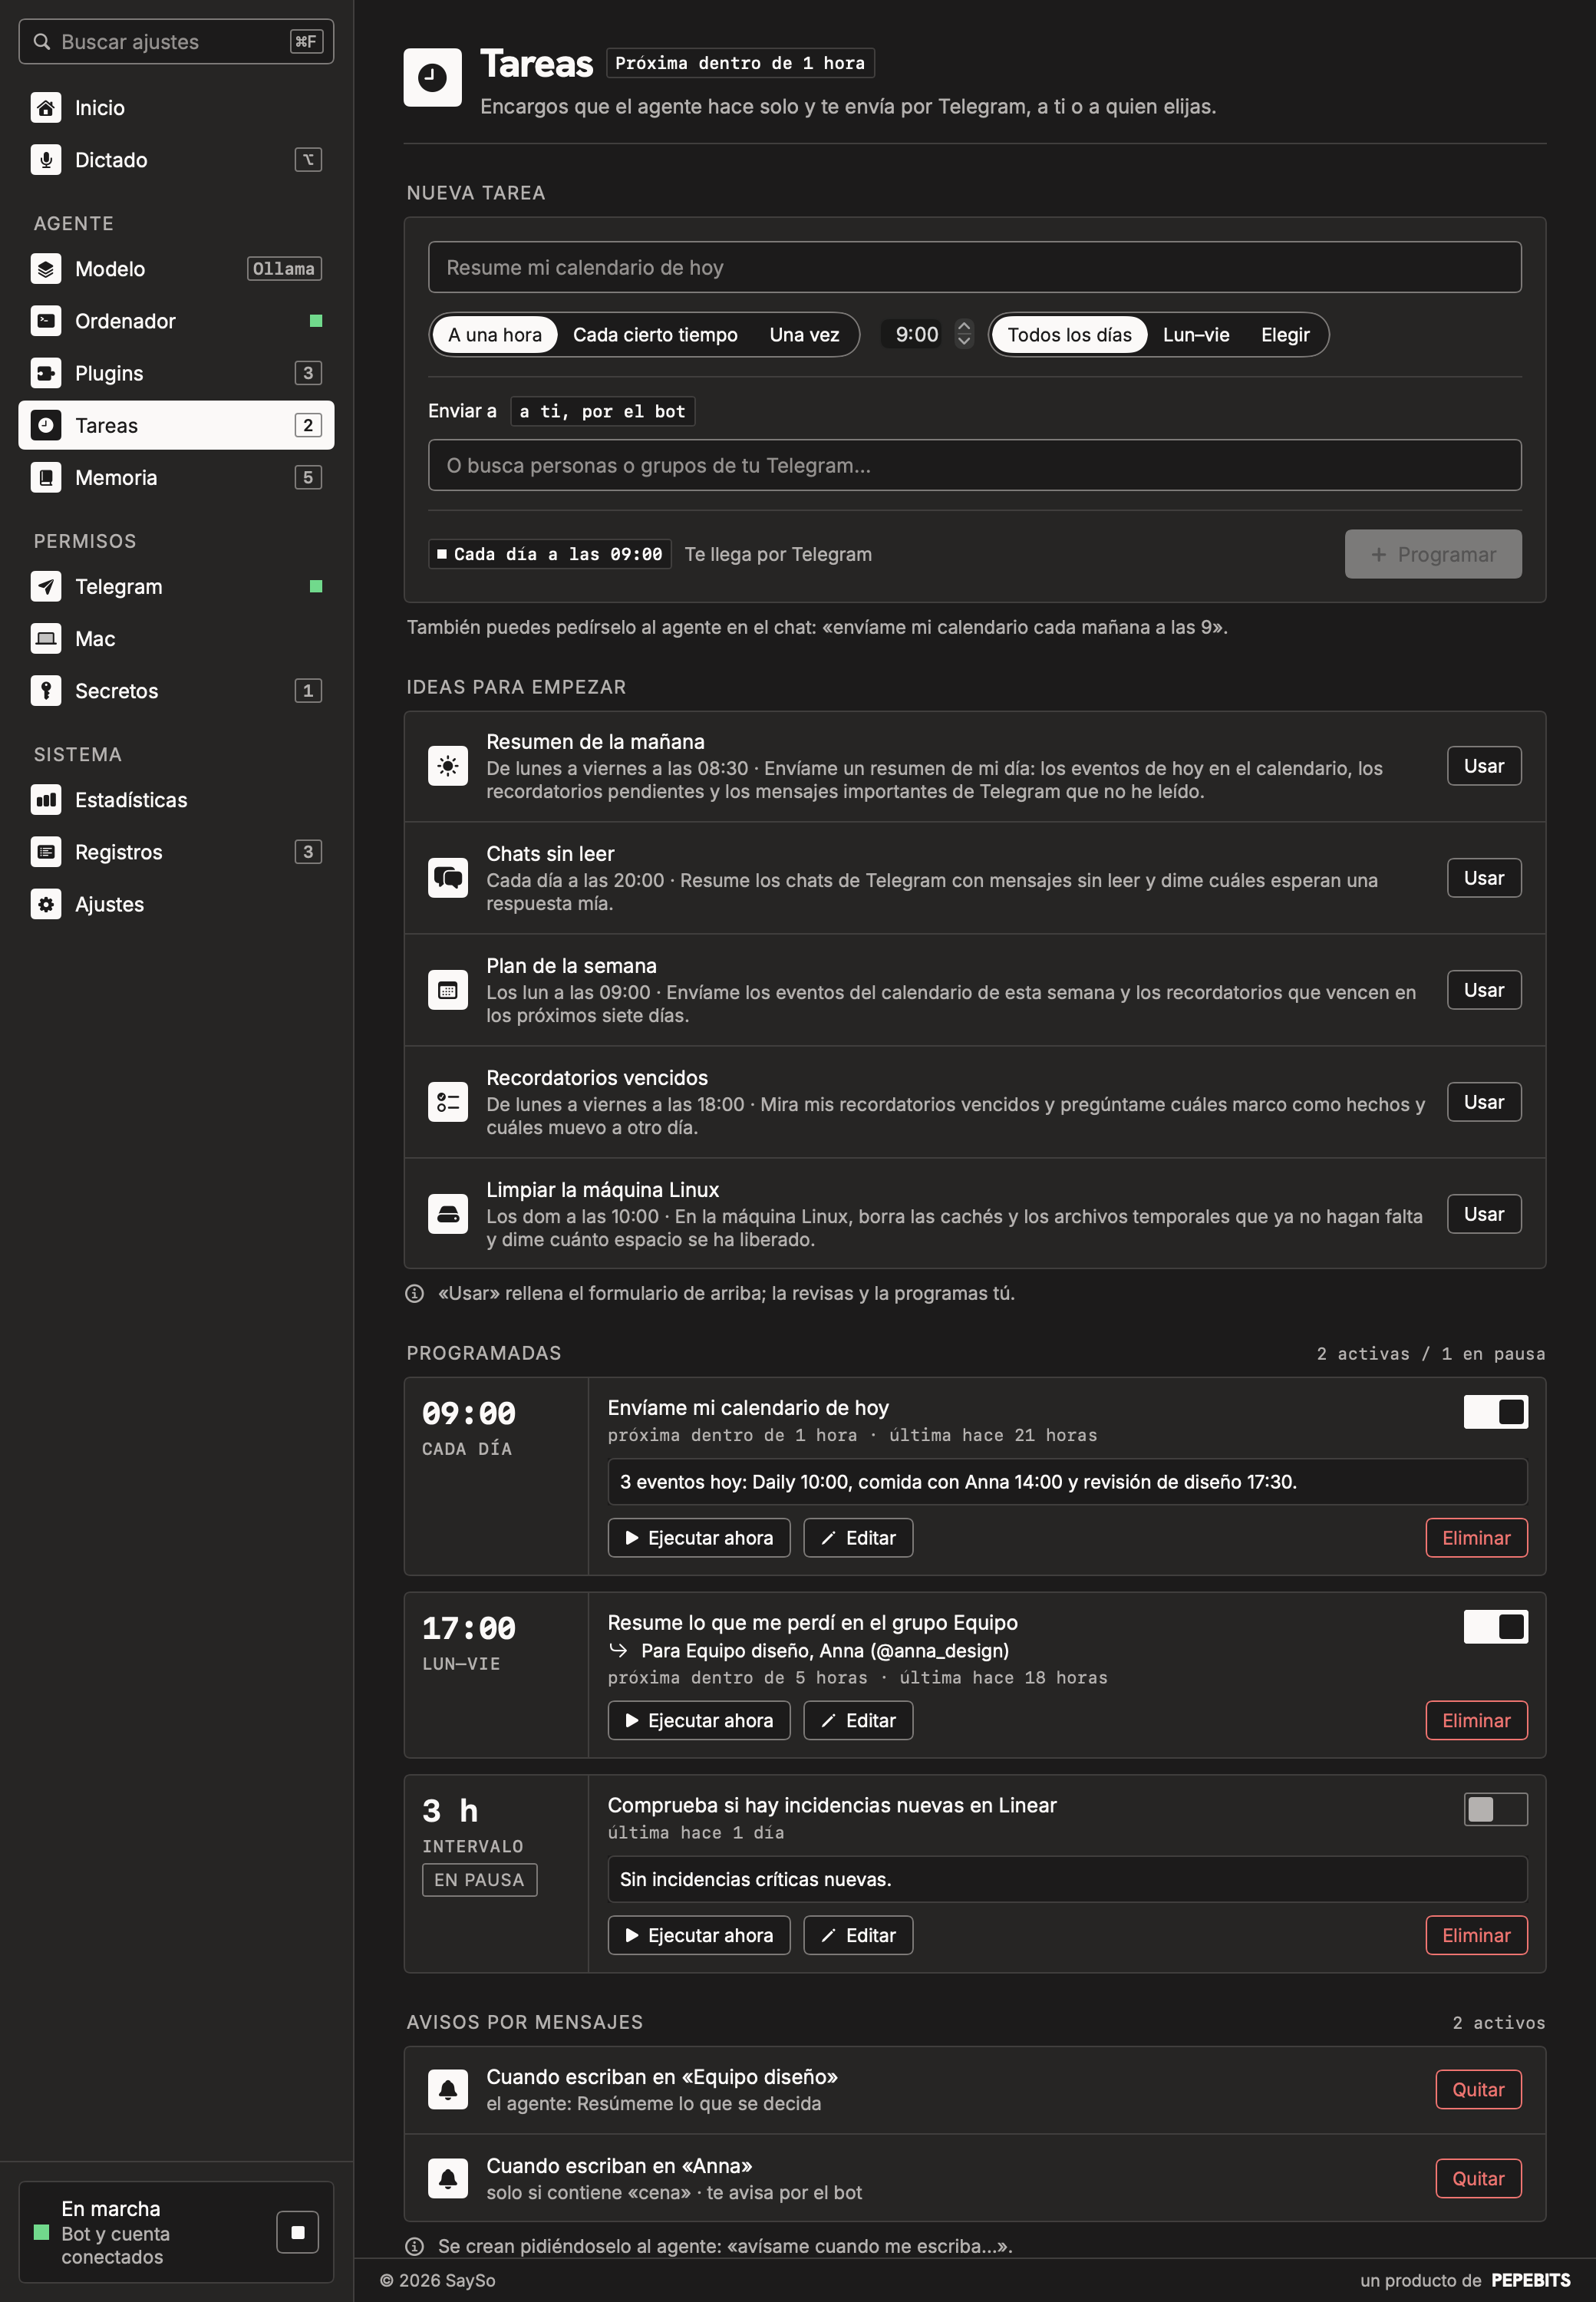 Buscar ajustes ⌘F
Inicio
Dictado ⌥
AGENTE
Modelo Ollama
Ordenador
Plugins 3
Tareas 2
Memoria 5
PERMISOS
Telegram
Mac
Secretos 1
SISTEMA
Estadísticas
Registros 3
Ajustes
En marcha
Bot y cuenta
conectados
Tareas Próxima dentro de 1 hora
Encargos que el agente hace solo y te envía por Telegram, a ti o a quien elijas.
NUEVA TAREA
Resume mi calendario de hoy
A una hora Cada cierto tiempo Una vez 9:00 Todos los días Lun–vie Elegir
Enviar a a ti, por el bot
O busca personas o grupos de tu Telegram...
Cada día a las 09:00 Te llega por Telegram + Programar
También puedes pedírselo al agente en el chat: «envíame mi calendario cada mañana a las 9».
IDEAS PARA EMPEZAR
Resumen de la mañana
De lunes a viernes a las 08:30 · Envíame un resumen de mi día: los eventos de hoy en el calendario, los
recordatorios pendientes y los mensajes importantes de Telegram que no he leído.
Usar
Chats sin leer
Cada día a las 20:00 · Resume los chats de Telegram con mensajes sin leer y dime cuáles esperan una
respuesta mía.
Usar
Plan de la semana
Los lun a las 09:00 · Envíame los eventos del calendario de esta semana y los recordatorios que vencen en
los próximos siete días.
Usar
Recordatorios vencidos
De lunes a viernes a las 18:00 · Mira mis recordatorios vencidos y pregúntame cuáles marco como hechos y
cuáles muevo a otro día.
Usar
Limpiar la máquina Linux
Los dom a las 10:00 · En la máquina Linux, borra las cachés y los archivos temporales que ya no hagan falta
y dime cuánto espacio se ha liberado.
Usar
«Usar» rellena el formulario de arriba; la revisas y la programas tú.
PROGRAMADAS 2 activas / 1 en pausa
09:00
CADA DÍA
Envíame mi calendario de hoy
próxima dentro de 1 hora · última hace 21 horas
3 eventos hoy: Daily 10:00, comida con Anna 14:00 y revisión de diseño 17:30.
Ejecutar ahora Editar Eliminar
17:00
LUN–VIE
Resume lo que me perdí en el grupo Equipo
Para Equipo diseño, Anna (@anna_design)
próxima dentro de 5 horas · última hace 18 horas
Ejecutar ahora Editar Eliminar
3 h
INTERVALO
EN PAUSA
Comprueba si hay incidencias nuevas en Linear
última hace 1 día
Sin incidencias críticas nuevas.
Ejecutar ahora Editar Eliminar
AVISOS POR MENSAJES 2 activos
Cuando escriban en «Equipo diseño»
el agente: Resúmeme lo que se decida
Quitar
Cuando escriban en «Anna»
solo si contiene «cena» · te avisa por el bot
Quitar
Se crean pidiéndoselo al agente: «avísame cuando me escriba...».
© 2026 SaySo un producto de PEPEBITS